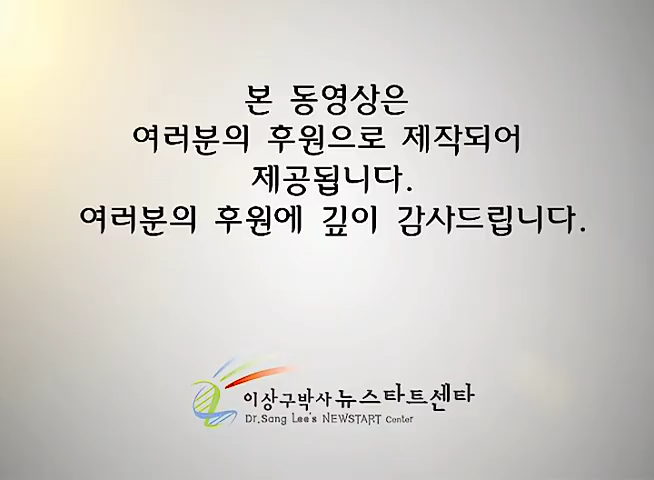 본 동영상은
여러분의 후원으로 제작되어
제공됩니다.
여러분의 후원에 깊이 감사드립니다.
이상구박사 뉴스타트센타
Dr.Sang Lee's NEWSTART Center